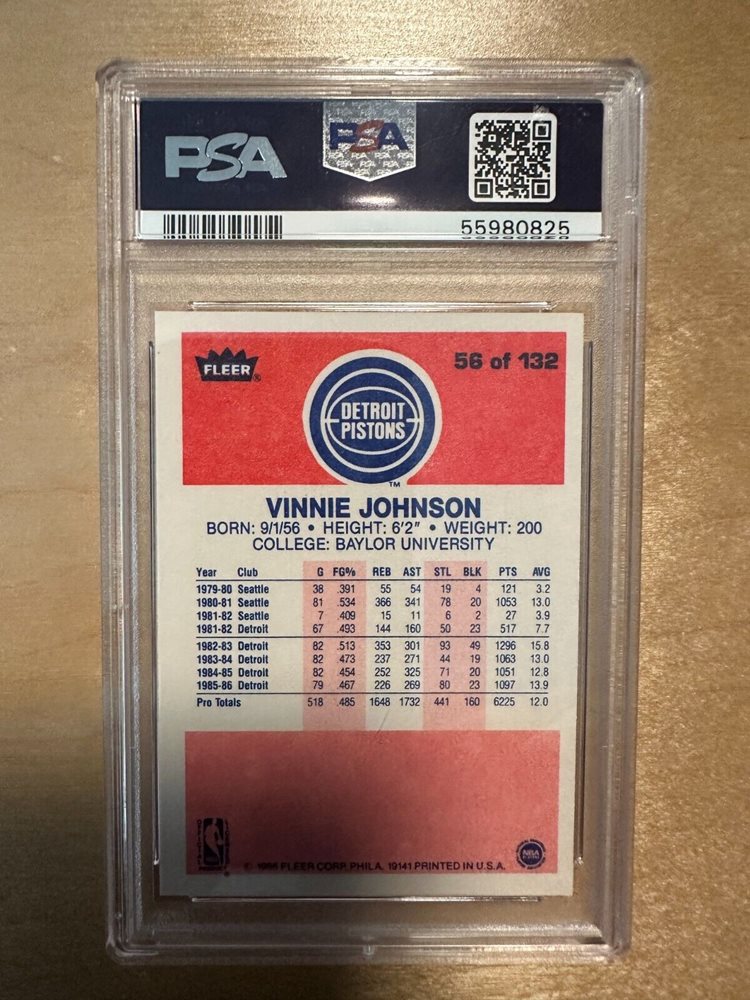 PSA
PSA
55980825
FLEER®
56 of 132
DETROIT
PISTONS
TM
VINNIE JOHNSON
BORN: 9/1/56 • HEIGHT: 6'2" • WEIGHT: 200
COLLEGE: BAYLOR UNIVERSITY
Year Club G FG% REB AST STL BLK PTS AVG
1979-80 Seattle 38 .391 55 54 19 4 121 3.2
1980-81 Seattle 81 .534 366 341 78 20 1053 13.0
1981-82 Seattle 7 .409 15 11 6 2 27 3.9
1981-82 Detroit 67 .493 144 160 50 23 517 7.7
1982-83 Detroit 82 .513 353 301 93 49 1296 15.8
1983-84 Detroit 82 .473 237 271 44 19 1063 13.0
1984-85 Detroit 82 .454 252 325 71 20 1051 12.8
1985-86 Detroit 79 .467 226 269 80 23 1097 13.9
Pro Totals 518 .485 1648 1732 441 160 6225 12.0
© 1986 FLEER CORP. PHILA. 19141 PRINTED IN U.S.A.